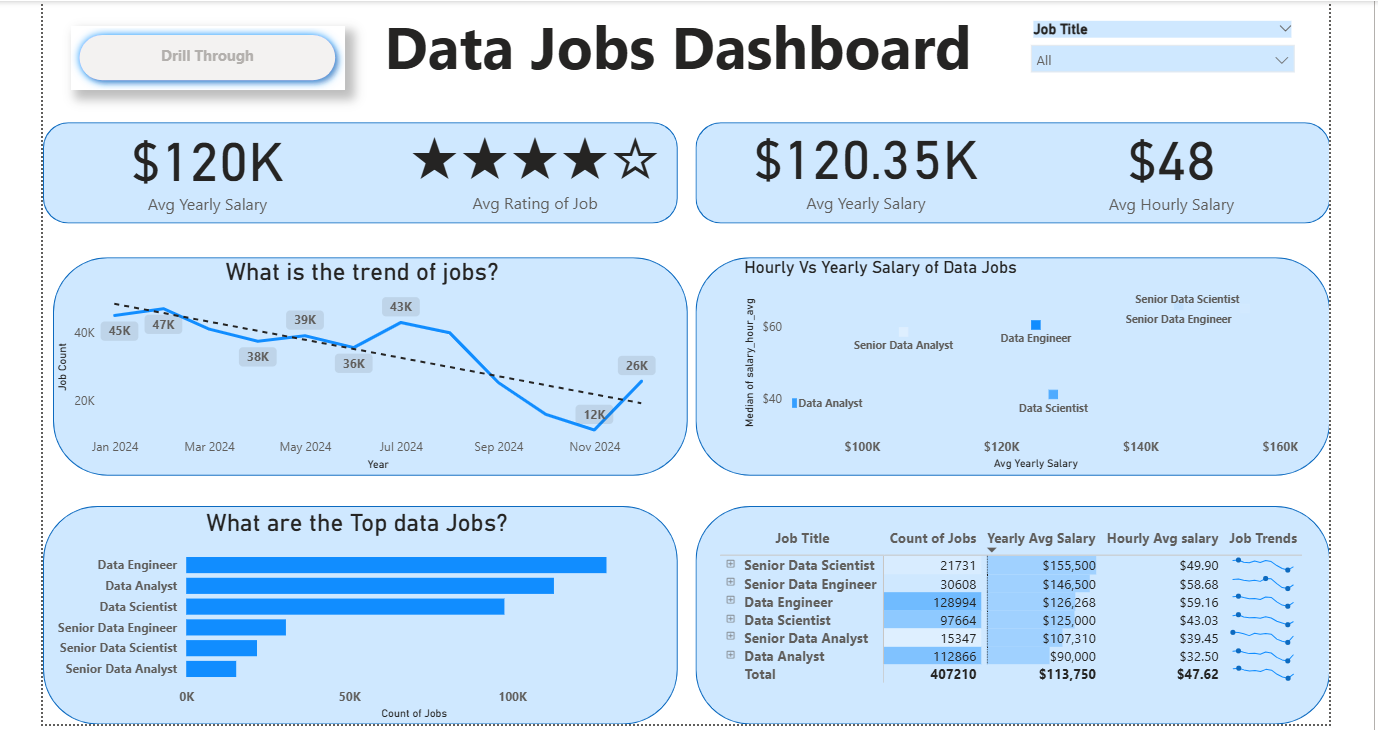 Drill Through
Data Jobs Dashboard
Job Title
All
$120K
Avg Yearly Salary
Avg Rating of Job
$120.35K
Avg Yearly Salary
$48
Avg Hourly Salary
What is the trend of jobs?
Job Count
40K
20K
45K
47K
38K
39K
36K
43K
12K
26K
Jan 2024 Mar 2024 May 2024 Jul 2024 Sep 2024 Nov 2024
Year
Hourly Vs Yearly Salary of Data Jobs
Median of salary_hour_avg
$60
$40
Senior Data Scientist
Senior Data Engineer
Data Engineer
Senior Data Analyst
Data Analyst
Data Scientist
$100K $120K $140K $160K
Avg Yearly Salary
What are the Top data Jobs?
Data Engineer
Data Analyst
Data Scientist
Senior Data Engineer
Senior Data Scientist
Senior Data Analyst
0K 50K 100K
Count of Jobs
Job Title Count of Jobs Yearly Avg Salary Hourly Avg salary Job Trends
Senior Data Scientist 21731 $155,500 $49.90
Senior Data Engineer 30608 $146,500 $58.68
Data Engineer 128994 $126,268 $59.16
Data Scientist 97664 $125,000 $43.03
Senior Data Analyst 15347 $107,310 $39.45
Data Analyst 112866 $90,000 $32.50
Total 407210 $113,750 $47.62